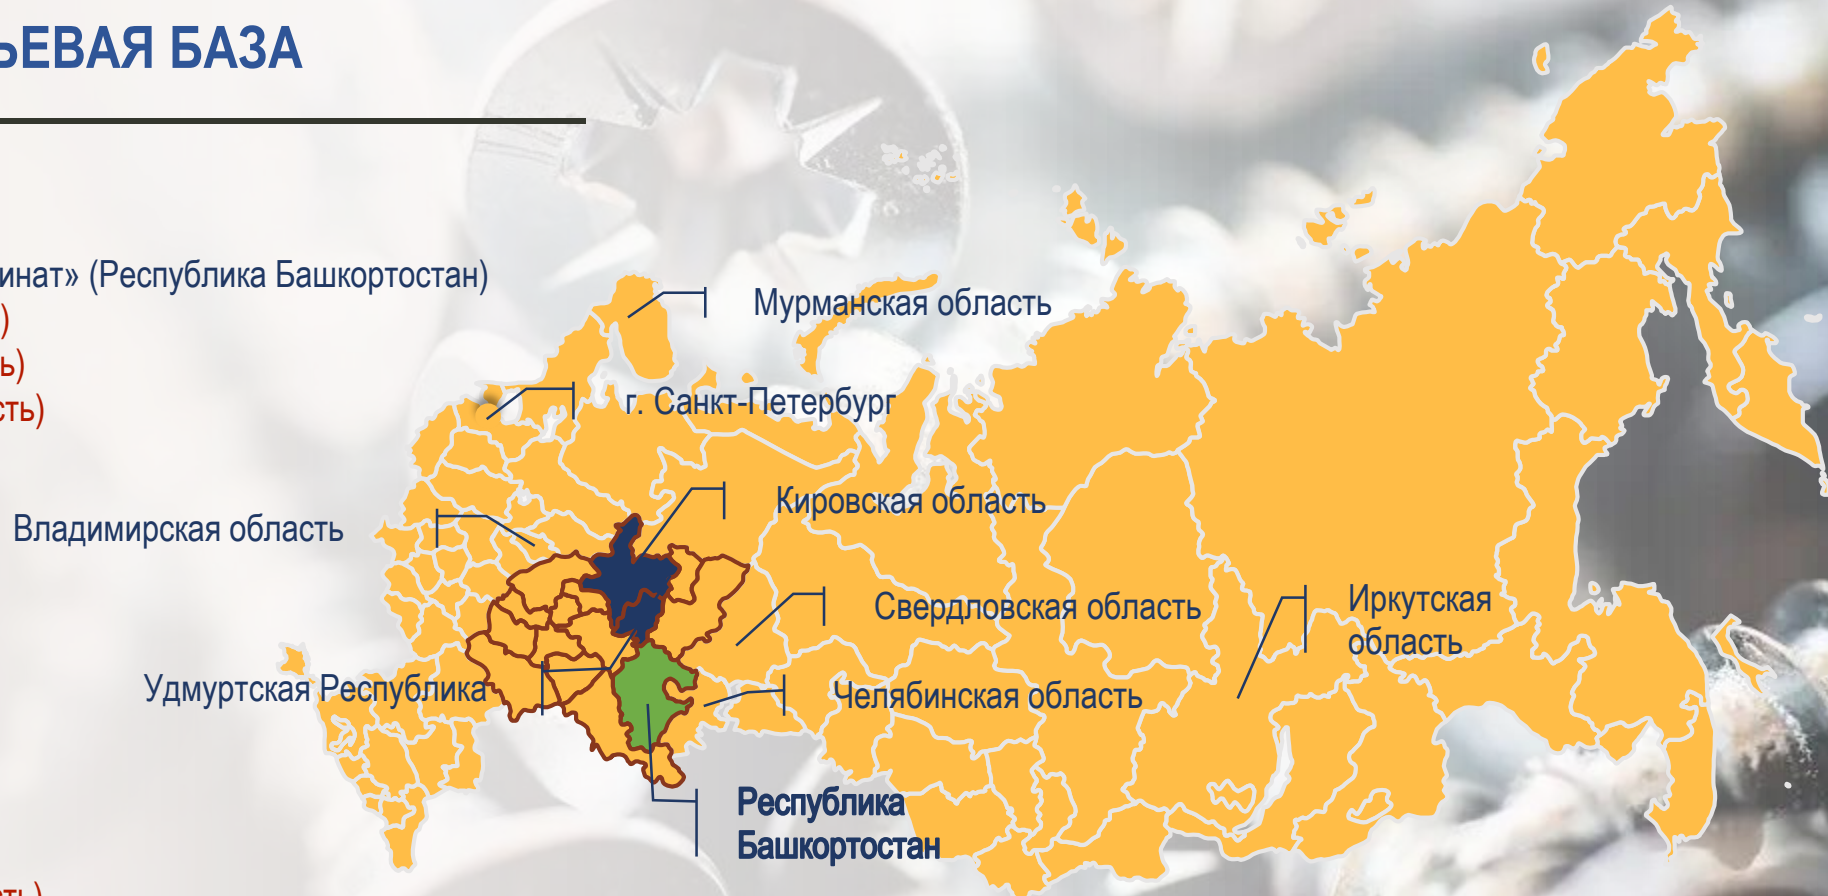 ЬЕВАЯ БАЗА
инат» (Республика Башкортостан)
)
ь)
сть)
Мурманская область
г. Санкт-Петербург
Кировская область
Владимирская область
Свердловская область
Иркутская
область
Удмуртская Республика
Челябинская область
Республика
Башкортостан
сть)